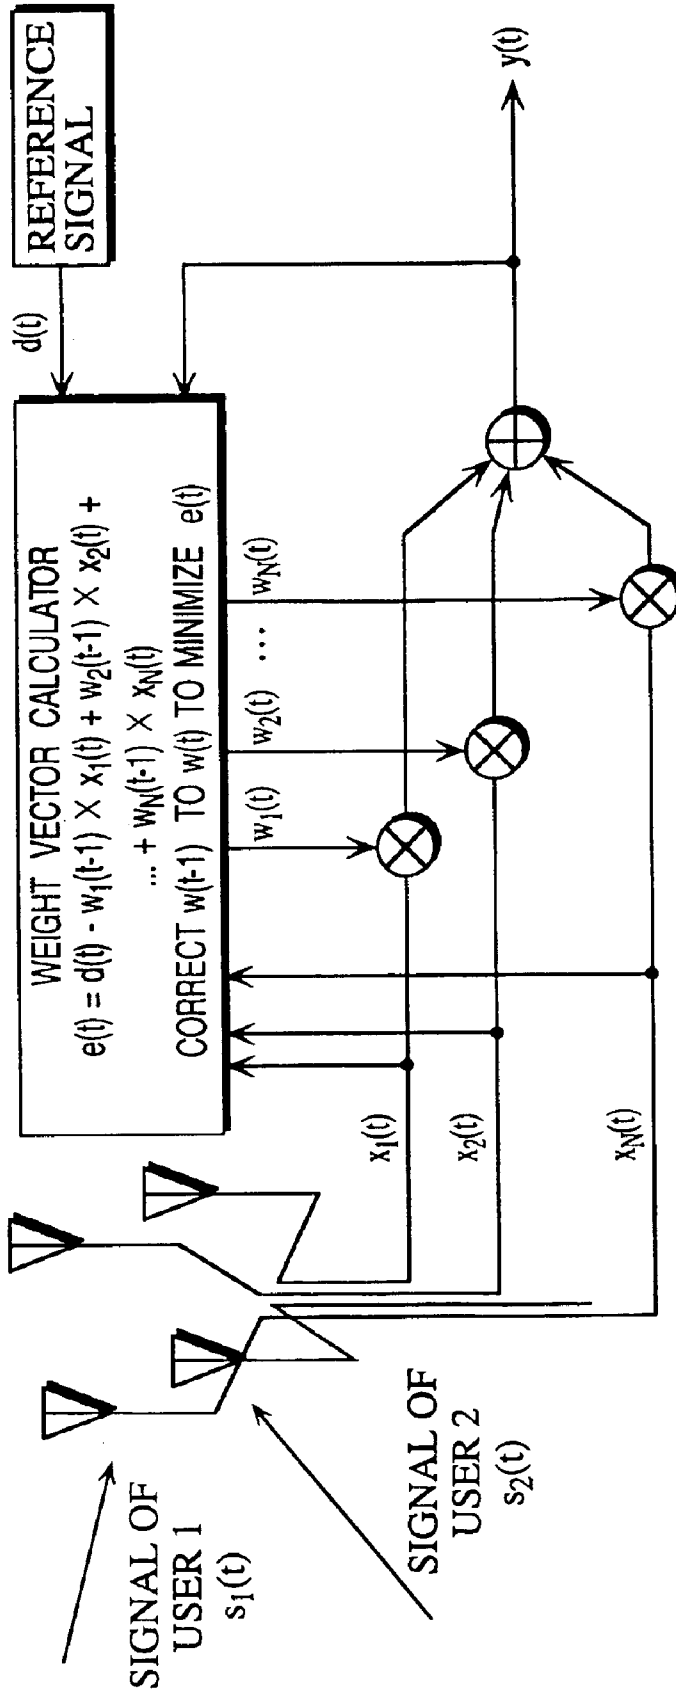 REFERENCE
SIGNAL
d(t)
WEIGHT VECTOR CALCULATOR
e(t) = d(t) - w1(t-1) × x1(t) + w2(t-1) × x2(t) +
... + wN(t-1) × xN(t)
CORRECT w(t-1) TO w(t) TO MINIMIZE e(t)
w1(t)
w2(t)
...
wN(t)
y(t)
x1(t)
x2(t)
xN(t)
SIGNAL OF
USER 1
s1(t)
SIGNAL OF
USER 2
s2(t)